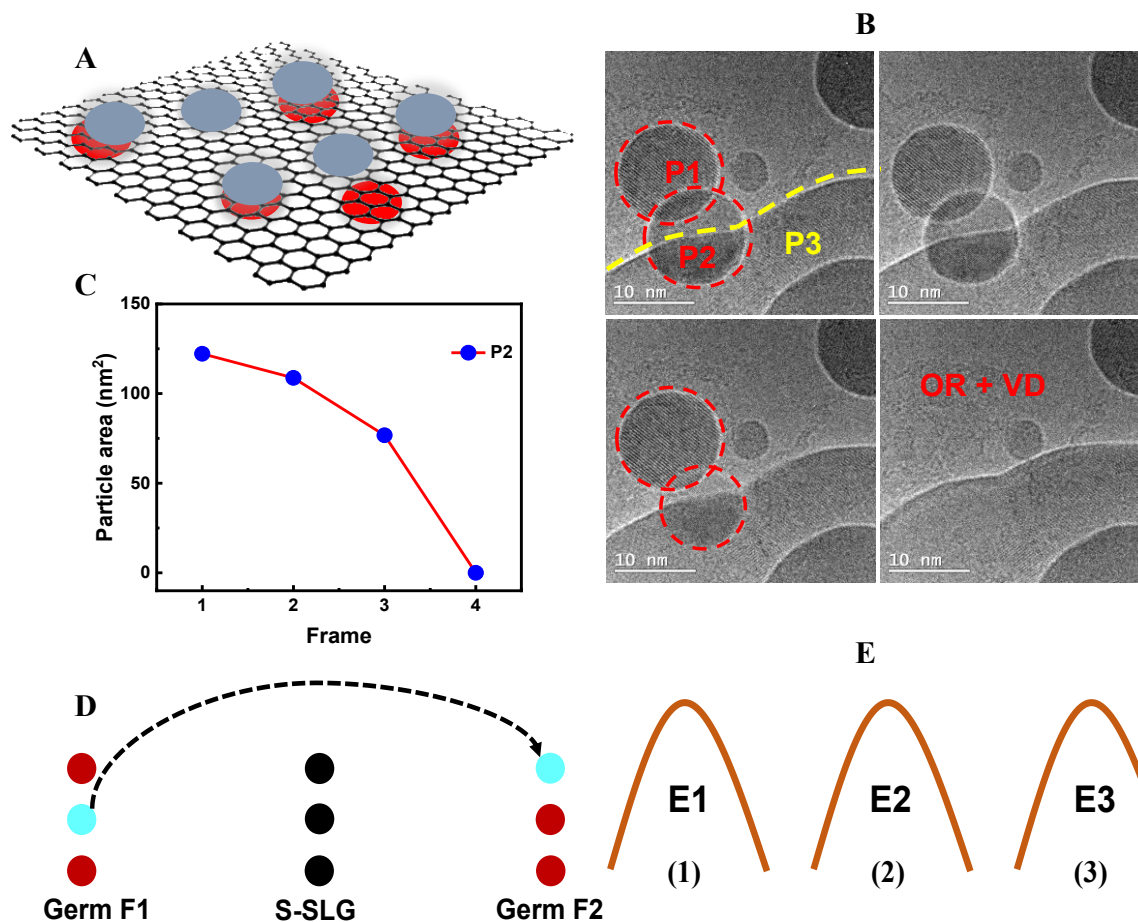 A
B
P1
P2
P3
10 nm
10 nm
10 nm
OR + VD
10 nm
C
150
100
50
0
Particle area (nm²)
P2
1 2 3 4
Frame
D
Germ F1 S-SLG Germ F2
E
E1 E2 E3
(1) (2) (3)